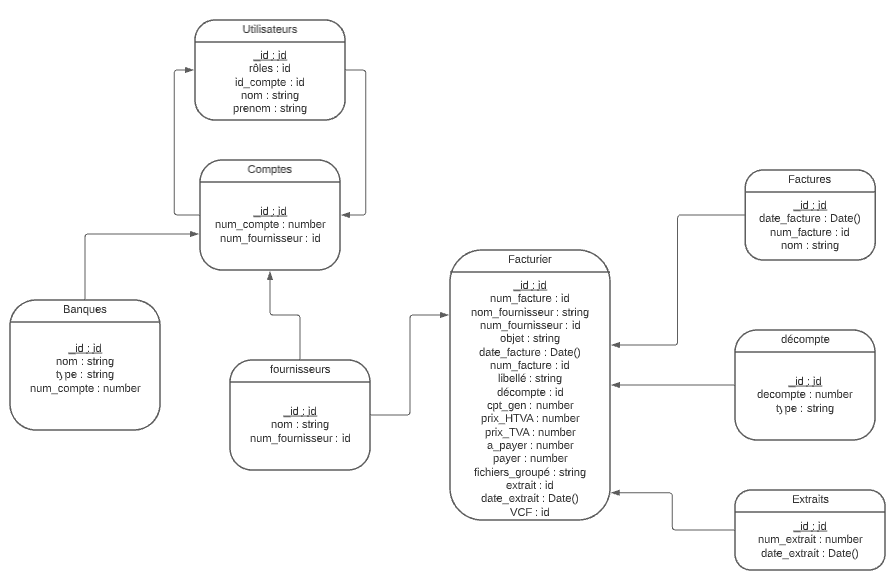 Utilisateurs
_id : id
rôles : id
id_compte : id
nom : string
prenom : string
Comptes
_id : id
num_compte : number
num_fournisseur : id
Banques
_id : id
nom : string
type : string
num_compte : number
fournisseurs
_id : id
nom : string
num_fournisseur : id
Facturier
_id : id
num_facture : id
nom_fournisseur : string
num_fournisseur : id
objet : string
date_facture : Date()
num_facture : id
libellé : string
décompte : id
cpt_gen : number
prix_HTVA : number
prix_TVA : number
a_payer : number
payer : number
fichiers_groupé : string
extrait : id
date_extrait : Date()
VCF : id
Factures
_id : id
date_facture : Date()
num_facture : id
nom : string
décompte
_id : id
decompte : number
type : string
Extraits
_id : id
num_extrait : number
date_extrait : Date()